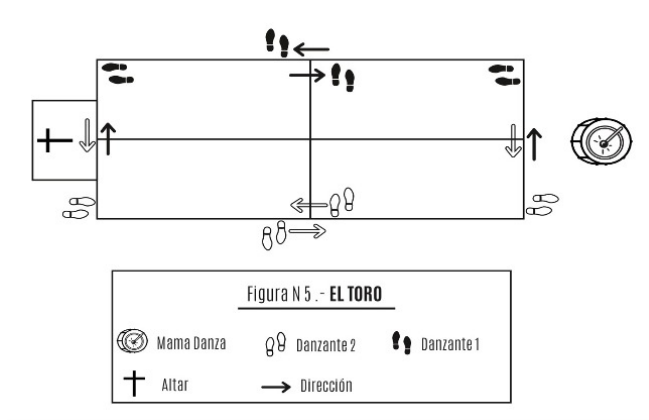 Figura N 5 .- EL TORO
Mama Danza
Danzante 2
Danzante 1
Altar
Dirección